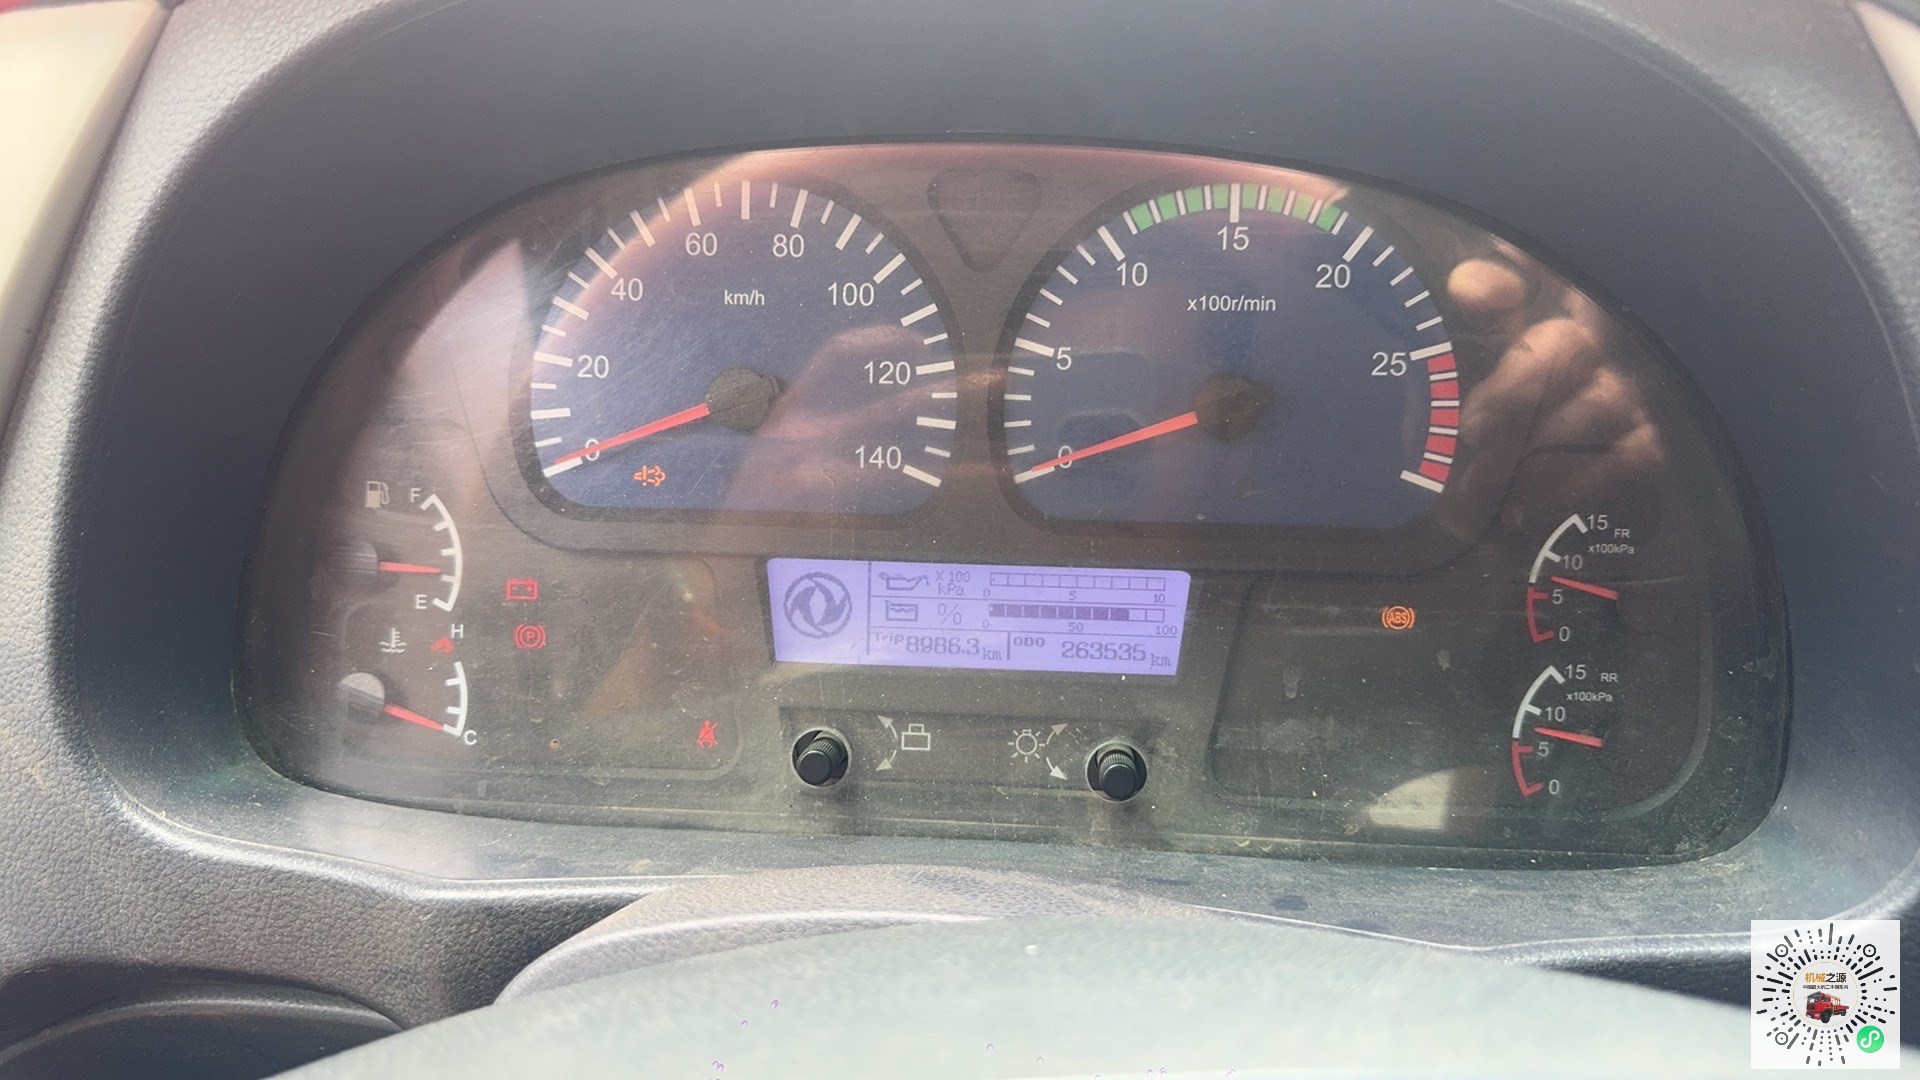 60 80
40 km/h 100
20 120
0 140
15
10 20
x100r/min
5 25
0
F
E
H
C
P
X 100
kPa
0 5 10
%
0 50 100
Trip 8986.3 km
ODO 263535 km
ABS
15 FR
x100kPa
10
5
0
15 RR
x100kPa
10
5
0
机械之源